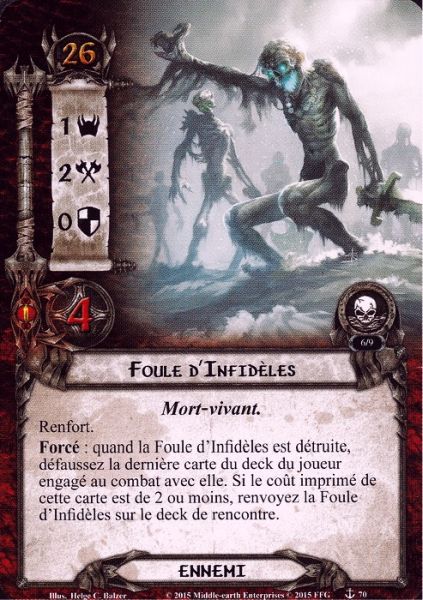 26
1
2
0
4
6/9
Foule d'Infidèles
Mort-vivant.
Renfort.
Forcé : quand la Foule d'Infidèles est détruite,
défaussez la dernière carte du deck du joueur
engagé au combat avec elle. Si le coût imprimé de
cette carte est de 2 ou moins, renvoyez la Foule
d'Infidèles sur le deck de rencontre.
ENNEMI
Illus. Helge C. Balzer © 2015 Middle-earth Enterprises © 2015 FFG 70